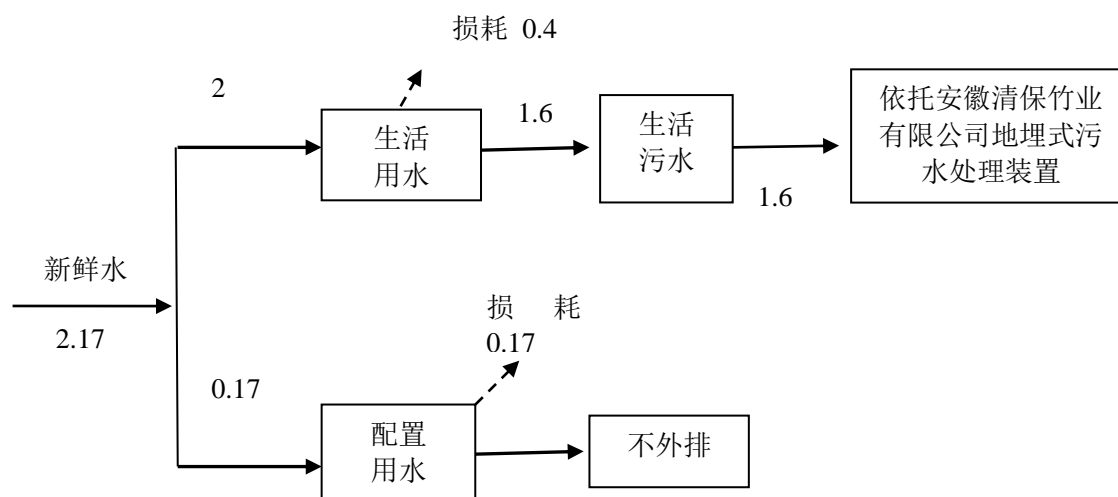 损耗 0.4
2
生活
用水
1.6
生活
污水
1.6
依托安徽清保竹业
有限公司地埋式污
水处理装置
新鲜水
2.17
损 耗
0.17
0.17
配置
用水
不外排